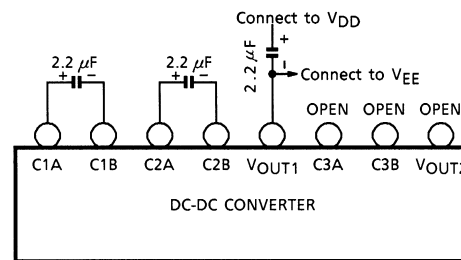 Connect to VDD
2.2 μF
+ -
2.2 μF
+ -
2.2 μF
+
-
Connect to VEE
OPEN OPEN OPEN
C1A C1B C2A C2B VOUT1 C3A C3B VOUT2
DC-DC CONVERTER